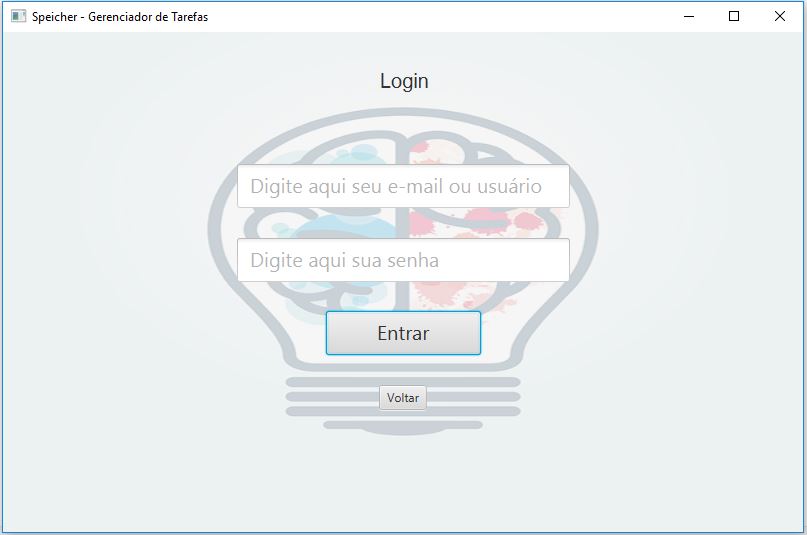 Speicher - Gerenciador de Tarefas
Login
Digite aqui seu e-mail ou usuário
Digite aqui sua senha
Entrar
Voltar